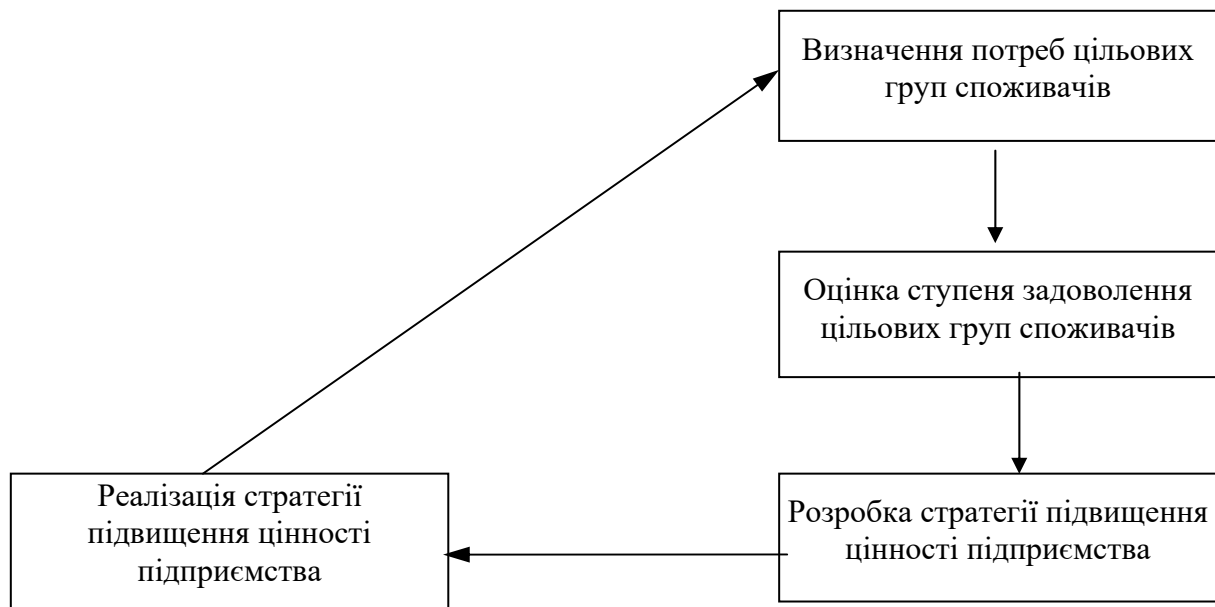 Визначення потреб цільових
груп споживачів
Оцінка ступеня задоволення
цільових груп споживачів
Розробка стратегії підвищення
цінності підприємства
Реалізація стратегії
підвищення цінності
підприємства